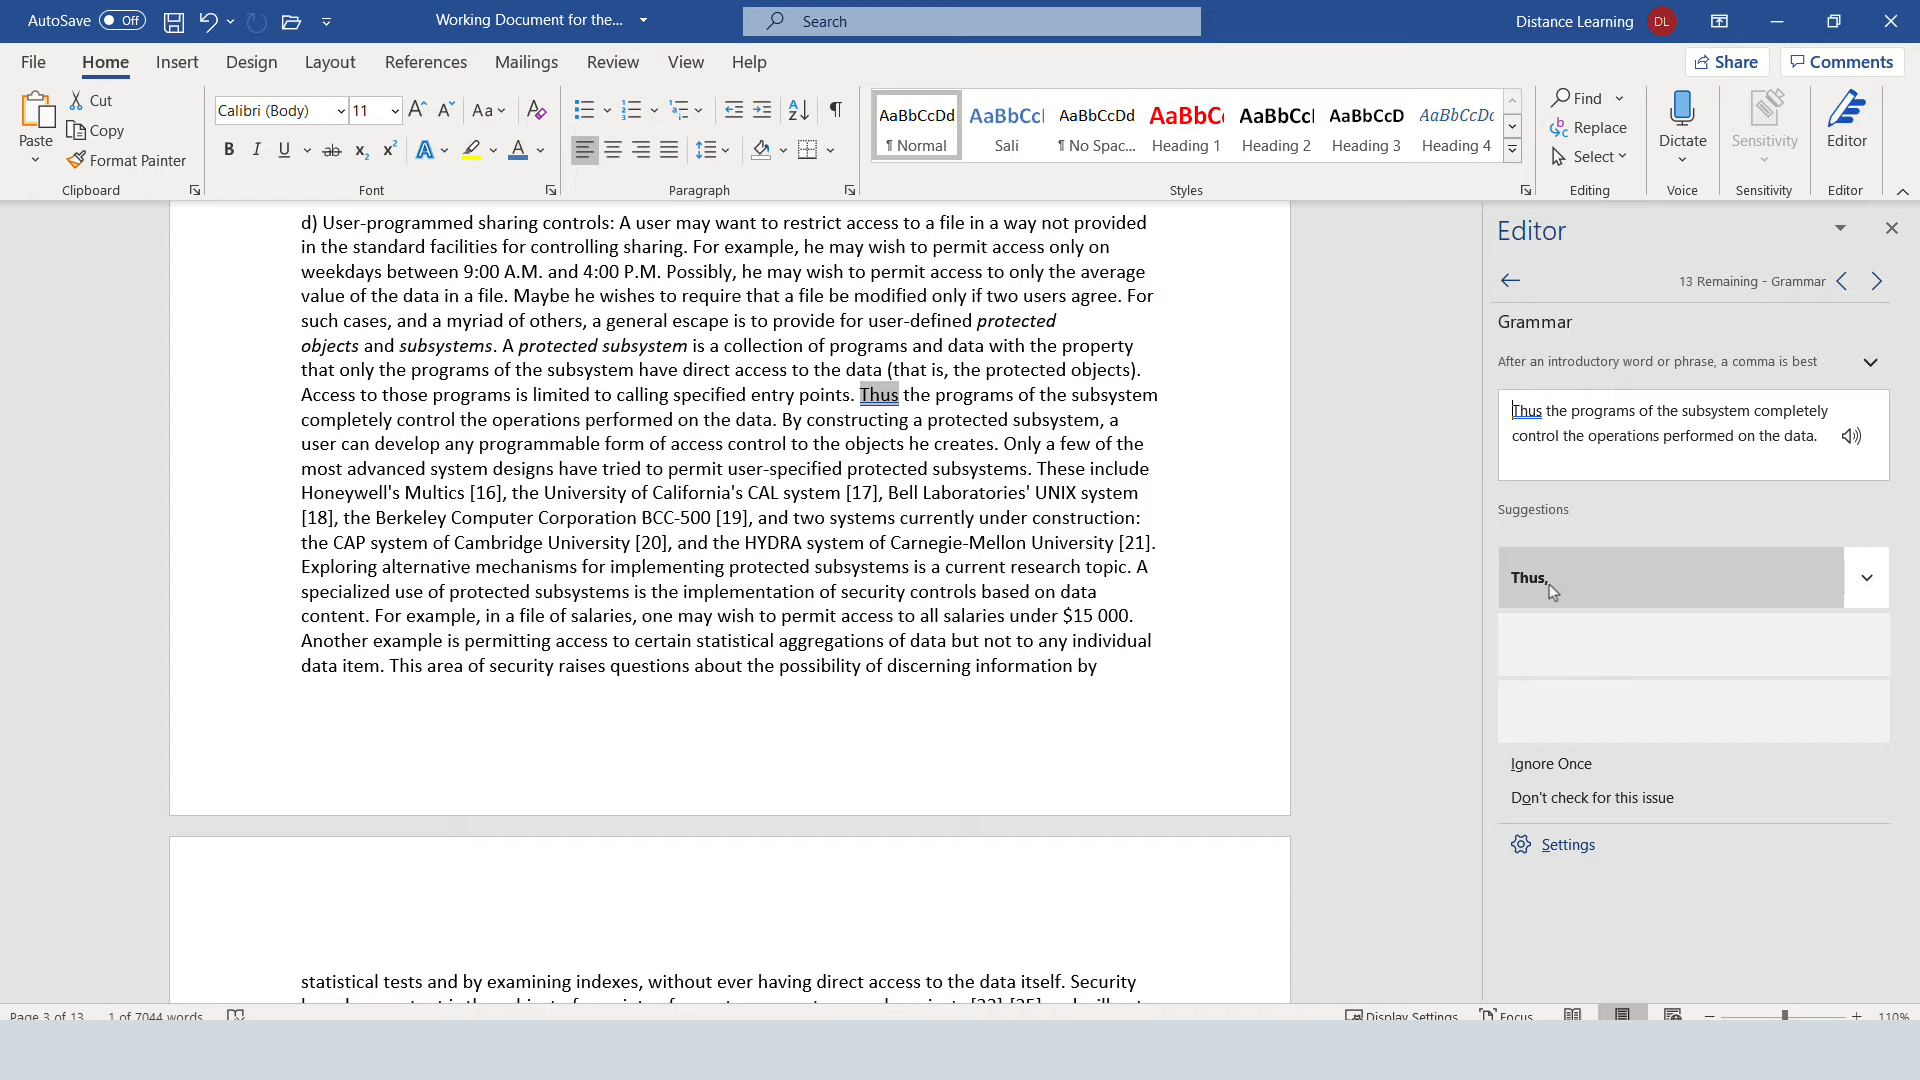 AutoSave Off Working Document for the... Search Distance Learning DL
File Home Insert Design Layout References Mailings Review View Help Share Comments
Paste Cut Copy Format Painter
Calibri (Body) 11 A A Aa A
B I U ab x₂ x² A A
AaBbCcDd AaBbCcI AaBbCcDd AaBbC AaBbCcI AaBbCcD AaBbCcDc
¶ Normal Sali ¶ No Spac... Heading 1 Heading 2 Heading 3 Heading 4
Find Replace Select
Dictate Sensitivity Editor
Clipboard Font Paragraph Styles Editing Voice Sensitivity Editor
d) User-programmed sharing controls: A user may want to restrict access to a file in a way not provided
in the standard facilities for controlling sharing. For example, he may wish to permit access only on
weekdays between 9:00 A.M. and 4:00 P.M. Possibly, he may wish to permit access to only the average
value of the data in a file. Maybe he wishes to require that a file be modified only if two users agree. For
such cases, and a myriad of others, a general escape is to provide for user-defined protected
objects and subsystems. A protected subsystem is a collection of programs and data with the property
that only the programs of the subsystem have direct access to the data (that is, the protected objects).
Access to those programs is limited to calling specified entry points. Thus the programs of the subsystem
completely control the operations performed on the data. By constructing a protected subsystem, a
user can develop any programmable form of access control to the objects he creates. Only a few of the
most advanced system designs have tried to permit user-specified protected subsystems. These include
Honeywell's Multics [16], the University of California's CAL system [17], Bell Laboratories' UNIX system
[18], the Berkeley Computer Corporation BCC-500 [19], and two systems currently under construction:
the CAP system of Cambridge University [20], and the HYDRA system of Carnegie-Mellon University [21].
Exploring alternative mechanisms for implementing protected subsystems is a current research topic. A
specialized use of protected subsystems is the implementation of security controls based on data
content. For example, in a file of salaries, one may wish to permit access to all salaries under $15 000.
Another example is permitting access to certain statistical aggregations of data but not to any individual
data item. This area of security raises questions about the possibility of discerning information by
statistical tests and by examining indexes, without ever having direct access to the data itself. Security
Editor
13 Remaining - Grammar
Grammar
After an introductory word or phrase, a comma is best
Thus the programs of the subsystem completely
control the operations performed on the data.
Suggestions
Thus,
Ignore Once
Don't check for this issue
Settings
Page 3 of 13 1 of 7044 words Display Settings Focus 110%